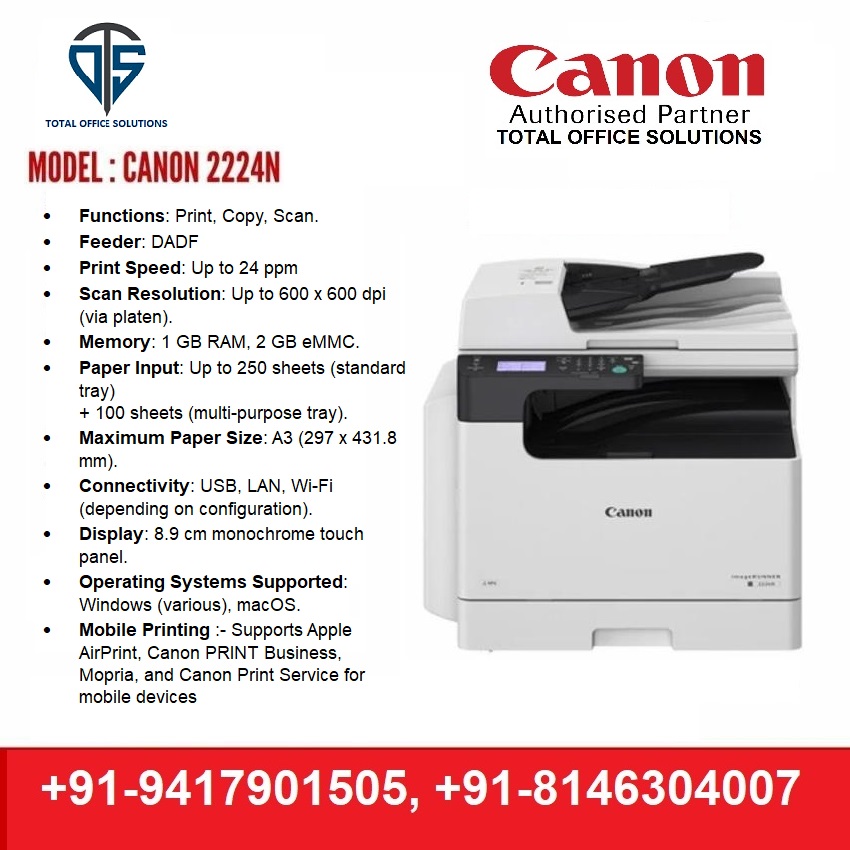 TS
TOTAL OFFICE SOLUTIONS
Canon
Authorised Partner
TOTAL OFFICE SOLUTIONS
MODEL : CANON 2224N
• Functions: Print, Copy, Scan.
• Feeder: DADF
• Print Speed: Up to 24 ppm
• Scan Resolution: Up to 600 x 600 dpi
(via platen).
• Memory: 1 GB RAM, 2 GB eMMC.
• Paper Input: Up to 250 sheets (standard
tray)
+ 100 sheets (multi-purpose tray).
• Maximum Paper Size: A3 (297 x 431.8
mm).
• Connectivity: USB, LAN, Wi-Fi
(depending on configuration).
• Display: 8.9 cm monochrome touch
panel.
• Operating Systems Supported:
Windows (various), macOS.
• Mobile Printing :- Supports Apple
AirPrint, Canon PRINT Business,
Mopria, and Canon Print Service for
mobile devices
Canon
imageRUNNER
+91-9417901505, +91-8146304007